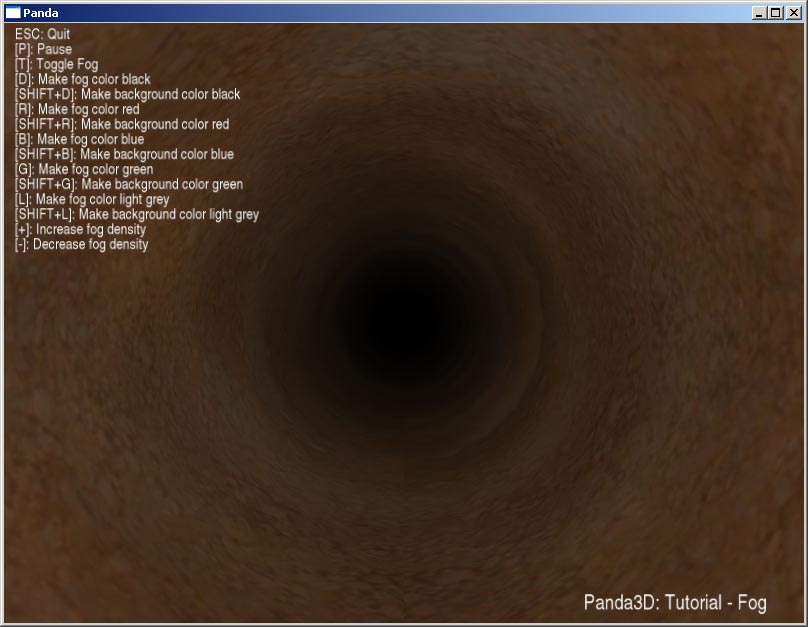 Panda
ESC: Quit
[P]: Pause
[T]: Toggle Fog
[D]: Make fog color black
[SHIFT+D]: Make background color black
[R]: Make fog color red
[SHIFT+R]: Make background color red
[B]: Make fog color blue
[SHIFT+B]: Make background color blue
[G]: Make fog color green
[SHIFT+G]: Make background color green
[L]: Make fog color light grey
[SHIFT+L]: Make background color light grey
[+]: Increase fog density
[-]: Decrease fog density
Panda3D: Tutorial - Fog